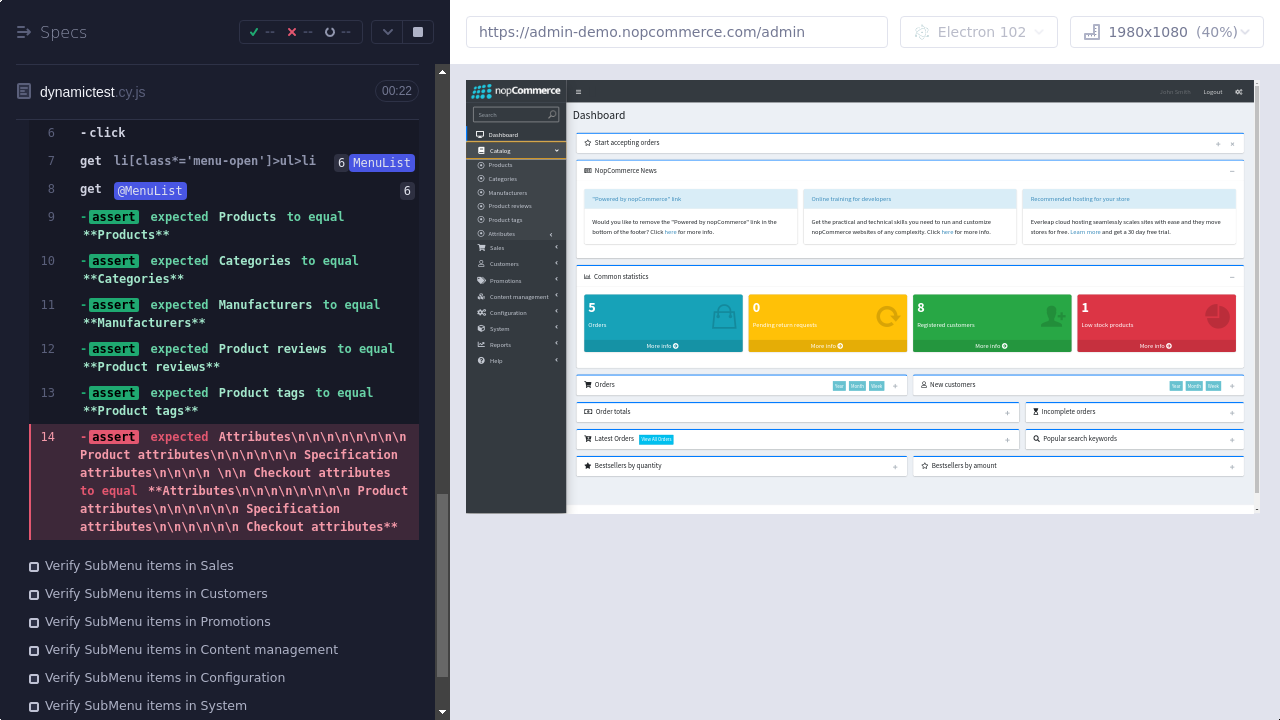 Specs
-- -- --
https://admin-demo.nopcommerce.com/admin
Electron 102
1980x1080 (40%)
dynamictest.cy.js
00:22
6 -click
7 get li[class*='menu-open']>ul>li 6 MenuList
8 get @MenuList 6
9 -assert expected Products to equal
**Products**
10 -assert expected Categories to equal
**Categories**
11 -assert expected Manufacturers to equal
**Manufacturers**
12 -assert expected Product reviews to equal
**Product reviews**
13 -assert expected Product tags to equal
**Product tags**
14 -assert expected Attributes\n\n\n\n\n\n\n\n
Product attributes\n\n\n\n\n\n Specification
attributes\n\n\n\n \n\n Checkout attributes
to equal **Attributes\n\n\n\n\n\n\n\n Product
attributes\n\n\n\n\n\n Specification
attributes\n\n\n\n\n\n Checkout attributes**
Verify SubMenu items in Sales
Verify SubMenu items in Customers
Verify SubMenu items in Promotions
Verify SubMenu items in Content management
Verify SubMenu items in Configuration
Verify SubMenu items in System
nopCommerce
John Smith
Logout
Search
Dashboard
Catalog
Products
Categories
Manufacturers
Product reviews
Product tags
Attributes
Sales
Customers
Promotions
Content management
Configuration
System
Reports
Help
Dashboard
Start accepting orders
NopCommerce News
"Powered by nopCommerce" link
Would you like to remove the "Powered by nopCommerce" link in the
bottom of the footer? Click here for more info.
Online training for developers
Get the practical and technical skills you need to run and customize
nopCommerce websites of any complexity. Click here for more info.
Recommended hosting for your store
Everleap cloud hosting seamlessly scales sites with ease and they move
stores for free. Learn more and get a 30 day free trial.
Common statistics
5
Orders
More info
0
Pending return requests
More info
8
Registered customers
More info
1
Low stock products
More info
Orders
Year Month Week
New customers
Year Month Week
Order totals
Incomplete orders
Latest Orders View All Orders
Popular search keywords
Bestsellers by quantity
Bestsellers by amount